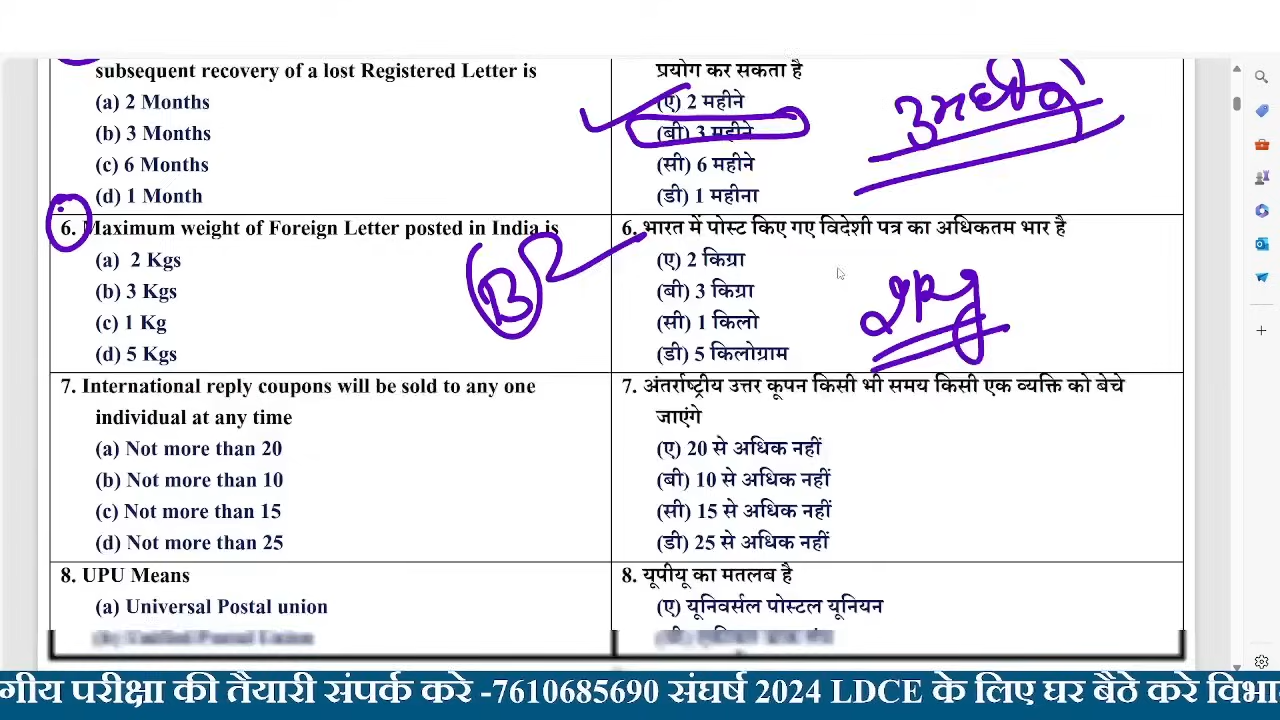 subsequent recovery of a lost Registered Letter is
(a) 2 Months
(b) 3 Months
(c) 6 Months
(d) 1 Month
प्रयोग कर सकता है
(ए) 2 महीने
(बी) 3 महीने
(सी) 6 महीने
(डी) 1 महीना
6. Maximum weight of Foreign Letter posted in India is
(a) 2 Kgs
(b) 3 Kgs
(c) 1 Kg
(d) 5 Kgs
B
6. भारत में पोस्ट किए गए विदेशी पत्र का अधिकतम भार है
(ए) 2 किग्रा
(बी) 3 किग्रा
(सी) 1 किलो
(डी) 5 किलोग्राम
7. International reply coupons will be sold to any one
individual at any time
(a) Not more than 20
(b) Not more than 10
(c) Not more than 15
(d) Not more than 25
7. अंतर्राष्ट्रीय उत्तर कूपन किसी भी समय किसी एक व्यक्ति को बेचे
जाएंगे
(ए) 20 से अधिक नहीं
(बी) 10 से अधिक नहीं
(सी) 15 से अधिक नहीं
(डी) 25 से अधिक नहीं
8. UPU Means
(a) Universal Postal union
(b) Unified Postal Union
8. यूपीयू का मतलब है
(ए) यूनिवर्सल पोस्टल यूनियन
गीय परीक्षा की तैयारी संपर्क करे -7610685690 संघर्ष 2024 LDCE के लिए घर बैठे करे विभा